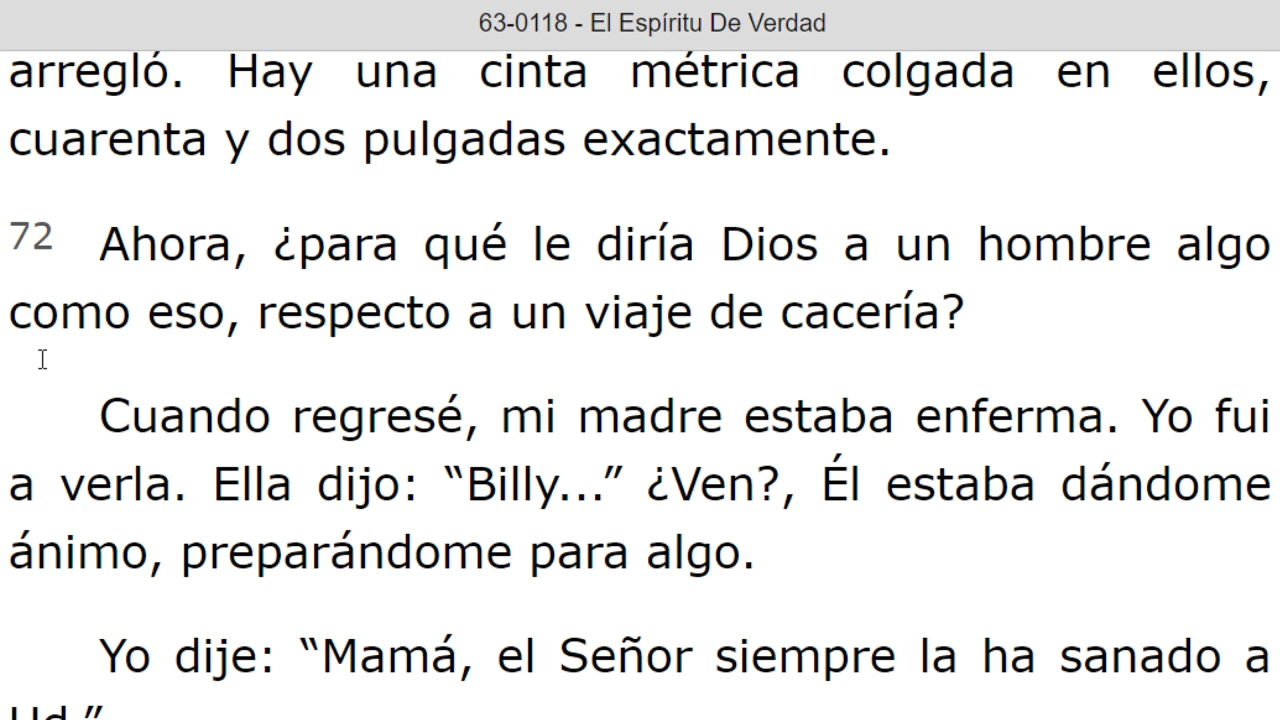 63-0118 - El Espíritu De Verdad
arregló. Hay una cinta métrica colgada en ellos,
cuarenta y dos pulgadas exactamente.
72 Ahora, ¿para qué le diría Dios a un hombre algo
como eso, respecto a un viaje de cacería?
Cuando regresé, mi madre estaba enferma. Yo fui
a verla. Ella dijo: “Billy...” ¿Ven?, Él estaba dándome
ánimo, preparándome para algo.
Yo dije: “Mamá, el Señor siempre la ha sanado a
Ud.”